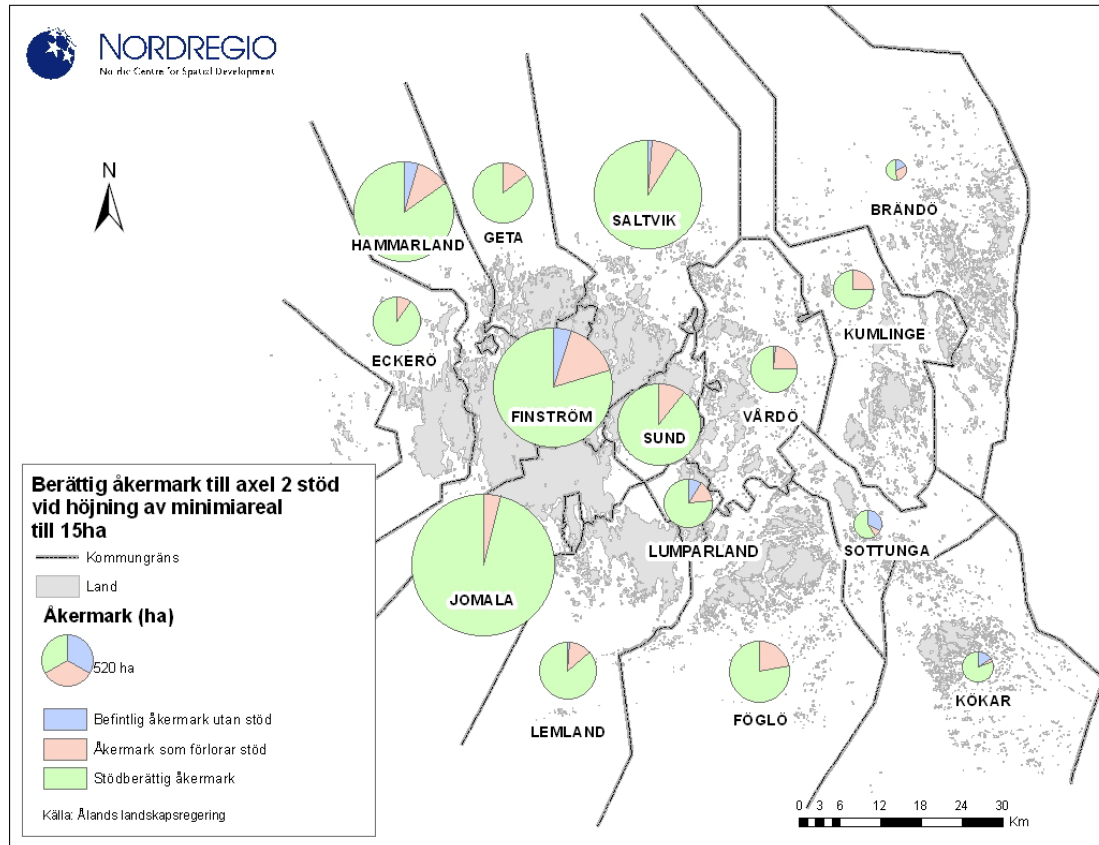 NORDREGIO
Nordic Centre for Spatial Development
N
HAMMARLAND
GETA
SALTVIK
BRÄNDÖ
ECKERÖ
KUMLINGE
FINSTRÖM
SUND
VÅRDÖ
LUMPARLAND
SOTTUNGA
JOMALA
LEMLAND
FÖGLÖ
KÖKAR
Berättig åkermark till axel 2 stöd
vid höjning av minimiareal
till 15ha
Kommungräns
Land
Åkermark (ha)
520 ha
Befintlig åkermark utan stöd
Åkermark som förlorar stöd
Stödberättig åkermark
Källa: Ålands landskapsregering
0 3 6 12 18 24 30
Km